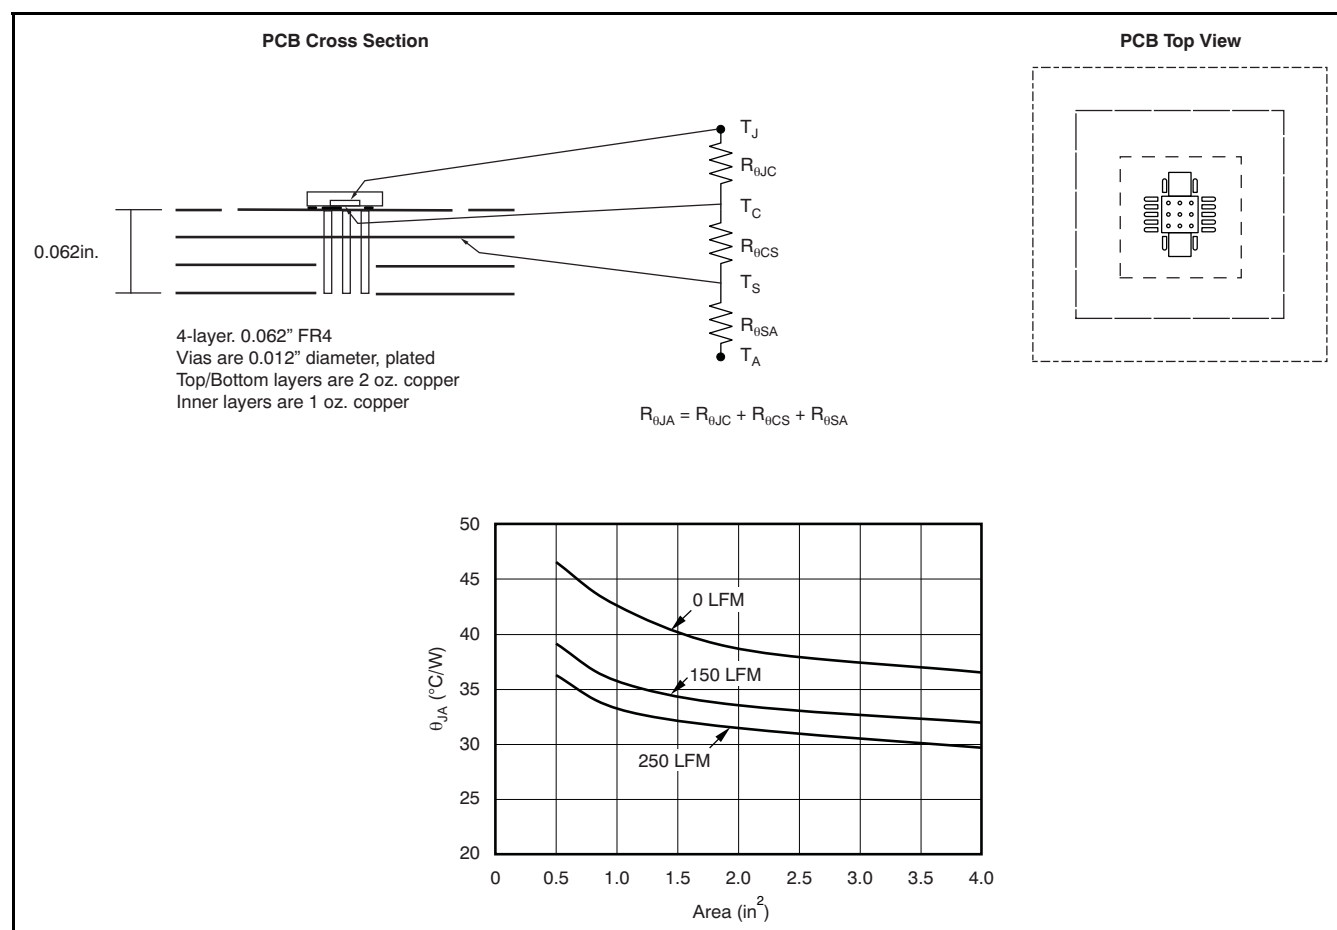 PCB Cross Section
PCB Top View
T_J
R_θJC
T_C
R_θCS
T_S
R_θSA
T_A
0.062in.
4-layer. 0.062” FR4
Vias are 0.012” diameter, plated
Top/Bottom layers are 2 oz. copper
Inner layers are 1 oz. copper
R_θJA = R_θJC + R_θCS + R_θSA
50
45
40
35
30
25
20
θ_JA (°C/W)
0 LFM
150 LFM
250 LFM
0 0.5 1.0 1.5 2.0 2.5 3.0 3.5 4.0
Area (in²)